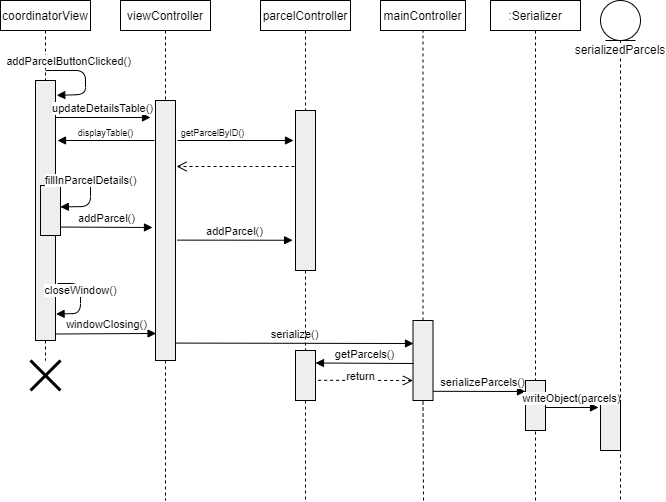 coordinatorView
viewController
parcelController
mainController
:Serializer
serializedParcels
addParcelButtonClicked()
updateDetailsTable()
displayTable()
getParcelByID()
fillInParcelDetails()
addParcel()
addParcel()
closeWindow()
windowClosing()
serialize()
getParcels()
return
serializeParcels()
writeObject(parcels)